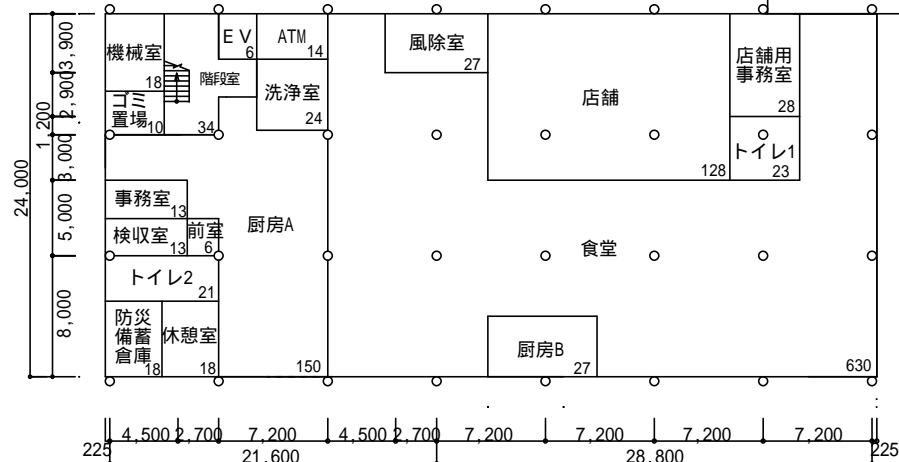 機械室
18
ＥＶ
6
ATM
14
風除室
27
店舗用
事務室
28
階段室
34
洗浄室
24
店舗
128
ゴミ
置場
10
トイレ1
23
事務室
13
検収室
13
前室
6
厨房A
150
食堂
630
トイレ2
21
防災
備蓄
倉庫
18
休憩室
18
厨房B
27
3,900
2,900
1,200
3,000
5,000
8,000
24,000
225
4,500
2,700
7,200
4,500
2,700
7,200
7,200
7,200
7,200
225
21,600
28,800